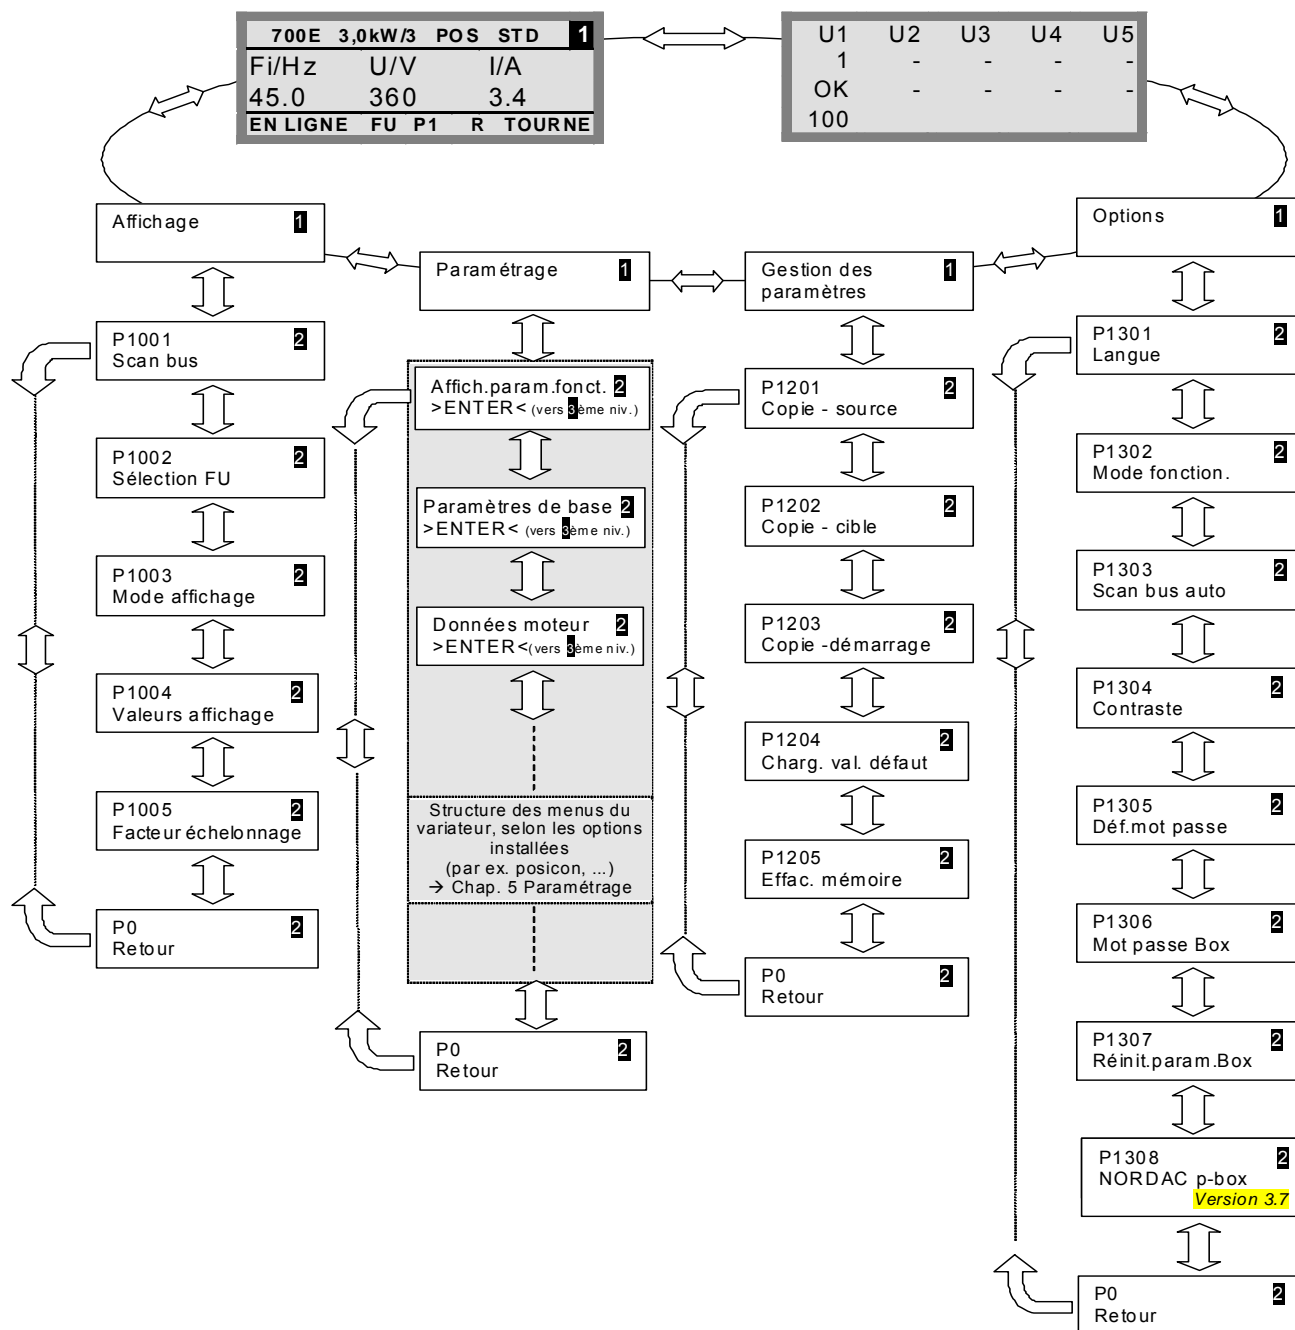 700E 3,0kW/3 POS STD 1
Fi/Hz U/V I/A
45.0 360 3.4
EN LIGNE FU P1 R TOURNE
U1 U2 U3 U4 U5
1 - - - -
OK - - - -
100
Affichage 1
P1001 2
Scan bus
P1002 2
Sélection FU
P1003 2
Mode affichage
P1004 2
Valeurs affichage
P1005 2
Facteur échelonnage
P0 2
Retour
Paramétrage 1
Affich.param.fonct. 2
>ENTER< (vers 3ème niv.)
Paramètres de base 2
>ENTER< (vers 3ème niv.)
Données moteur 2
>ENTER< (vers 3ème niv.)
Structure des menus du
variateur, selon les options
installées
(par ex. posicon, ...)
→ Chap. 5 Paramétrage
P0 2
Retour
Gestion des 1
paramètres
P1201 2
Copie - source
P1202 2
Copie - cible
P1203 2
Copie -démarrage
P1204 2
Charg. val. défaut
P1205 2
Effac. mémoire
P0 2
Retour
Options 1
P1301 2
Langue
P1302 2
Mode fonction.
P1303 2
Scan bus auto
P1304 2
Contraste
P1305 2
Déf.mot passe
P1306 2
Mot passe Box
P1307 2
Réinit.param.Box
P1308 2
NORDAC p-box
Version 3.7
P0 2
Retour